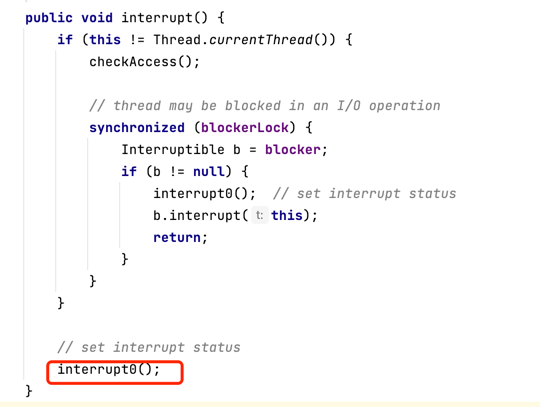 public void interrupt() {
if (this != Thread.currentThread()) {
checkAccess();
// thread may be blocked in an I/O operation
synchronized (blockerLock) {
Interruptible b = blocker;
if (b != null) {
interrupt0();  // set interrupt status
b.interrupt( t: this);
return;
}
}
}
// set interrupt status
interrupt0();
}